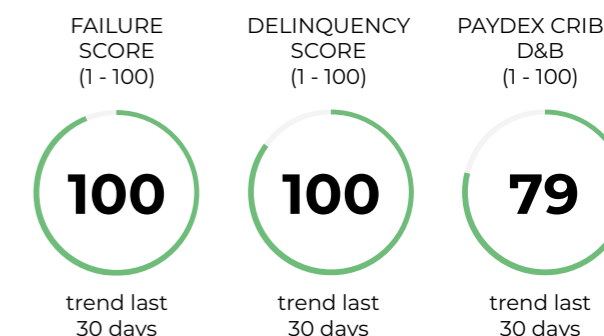 FAILURE
SCORE
(1 - 100)
100
trend last
30 days
DELINQUENCY
SCORE
(1 - 100)
100
trend last
30 days
PAYDEX CRIB
D&B
(1 - 100)
79
trend last
30 days